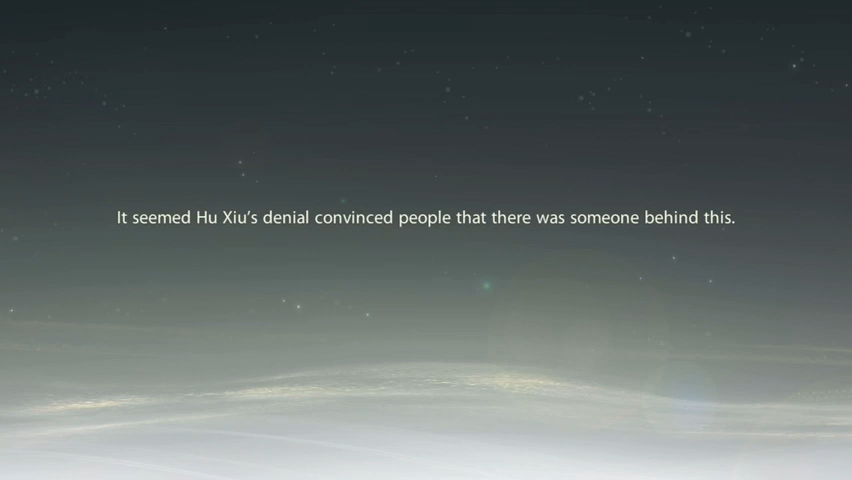 It seemed Hu Xiu’s denial convinced people that there was someone behind this.